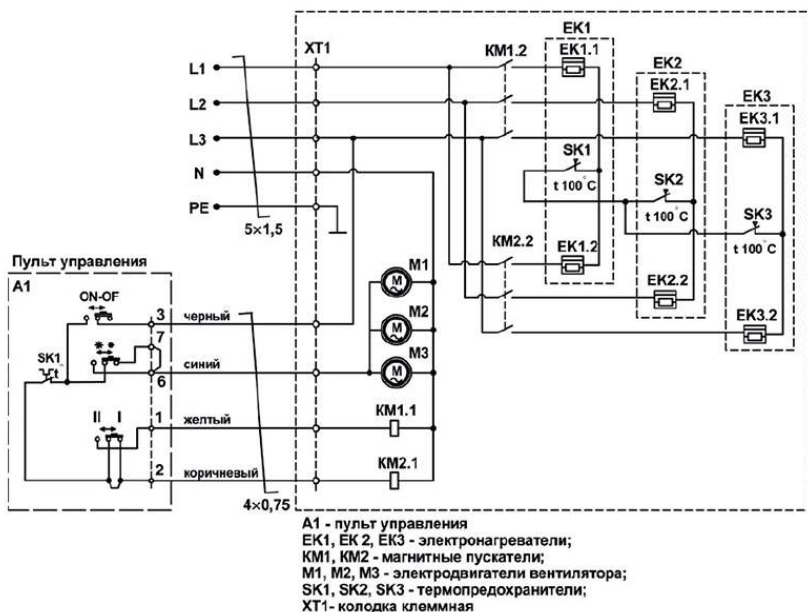 EK1
XT1
KM1.2
EK1.1
EK2
L1
EK2.1
L2
EK3
EK3.1
L3
SK1
N
t 100°C
SK2
t 100°C
SK3
PE
t 100°C
5×1,5
KM2.2
EK1.2
Пульт управления
M1
M
A1
EK2.2
ON-OF
M2
M
EK3.2
3
черный
7
M3
M
SK1
t°
синий
6
II
I
1
желтый
KM1.1
2
коричневый
KM2.1
4×0,75
A1 - пульт управления
EK1, EK 2, EK3 - электронагреватели;
KM1, KM2 - магнитные пускатели;
M1, M2, M3 - электродвигатели вентилятора;
SK1, SK2, SK3 - термопредохранители;
XT1- колодка клеммная